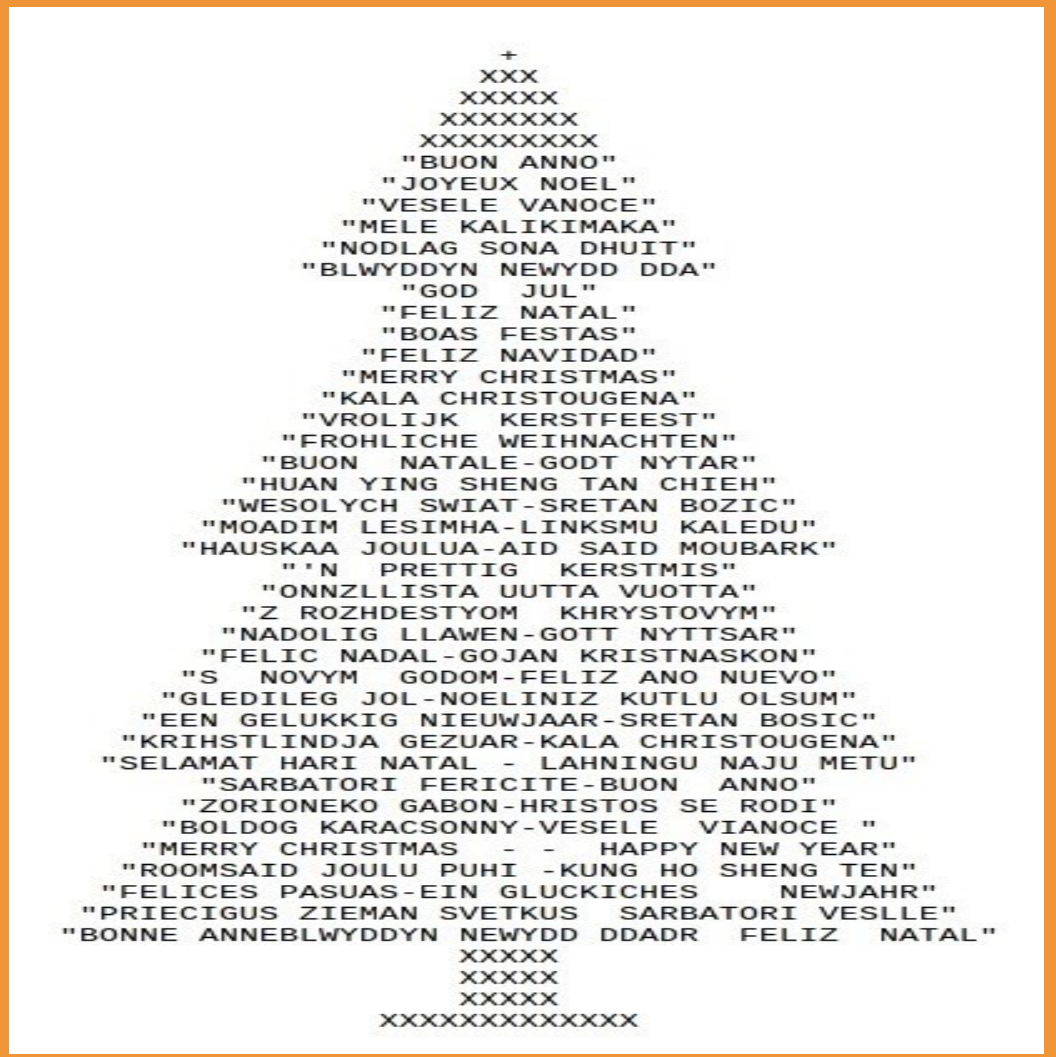 +
XXX
XXXXX
XXXXXXX
XXXXXXXXX
"BUON ANNO"
"JOYEUX NOEL"
"VESELE VANOCE"
"MELE KALIKIMAKA"
"NODLAG SONA DHUIT"
"BLWYDDYN NEWYDD DDA"
"GOD  JUL"
"FELIZ NATAL"
"BOAS FESTAS"
"FELIZ NAVIDAD"
"MERRY CHRISTMAS"
"KALA CHRISTOUGENA"
"VROLIJK  KERSTFEEST"
"FROHLICHE WEIHNACHTEN"
"BUON  NATALE-GODT NYTAR"
"HUAN YING SHENG TAN CHIEH"
"WESOLYCH SWIAT-SRETAN BOZIC"
"MOADIM LESIMHA-LINKSMU KALEDU"
"HAUSKAA JOULUA-AID SAID MOUBARK"
"'N  PRETTIG  KERSTMIS"
"ONNZLLISTA UUTTA VUOTTA"
"Z ROZHDESTYOM  KHRYSTOVYM"
"NADOLIG LLAWEN-GOTT NYTTSAR"
"FELIC NADAL-GOJAN KRISTNASKON"
"S  NOVYM  GODOM-FELIZ ANO NUEVO"
"GLEDILEG JOL-NOELINIZ KUTLU OLSUM"
"EEN GELUKKIG NIEUWJAAR-SRETAN BOSIC"
"KRIHSTLINDJA GEZUAR-KALA CHRISTOUGENA"
"SELAMAT HARI NATAL - LAHNINGU NAJU METU"
"SARBATORI FERICITE-BUON  ANNO"
"ZORIONEKO GABON-HRISTOS SE RODI"
"BOLDOG KARACSONNY-VESELE  VIANOCE "
"MERRY CHRISTMAS  - -  HAPPY NEW YEAR"
"ROOMSAID JOULU PUHI -KUNG HO SHENG TEN"
"FELICES PASUAS-EIN GLUCKICHES    NEWJAHR"
"PRIECIGUS ZIEMAN SVETKUS  SARBATORI VESLLE"
"BONNE ANNEBLWYDDYN NEWYDD DDADR  FELIZ  NATAL"
XXXXX
XXXXX
XXXXX
XXXXXXXXXXXXX